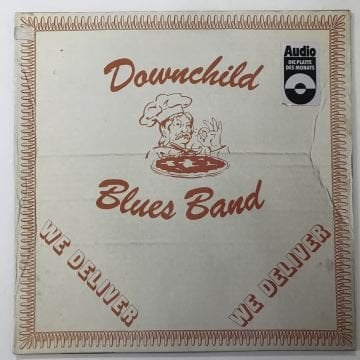 Downchild
Audio
DIE PLATTE
DES MONATS
Blues Band
WE DELIVER
WE DELIVER